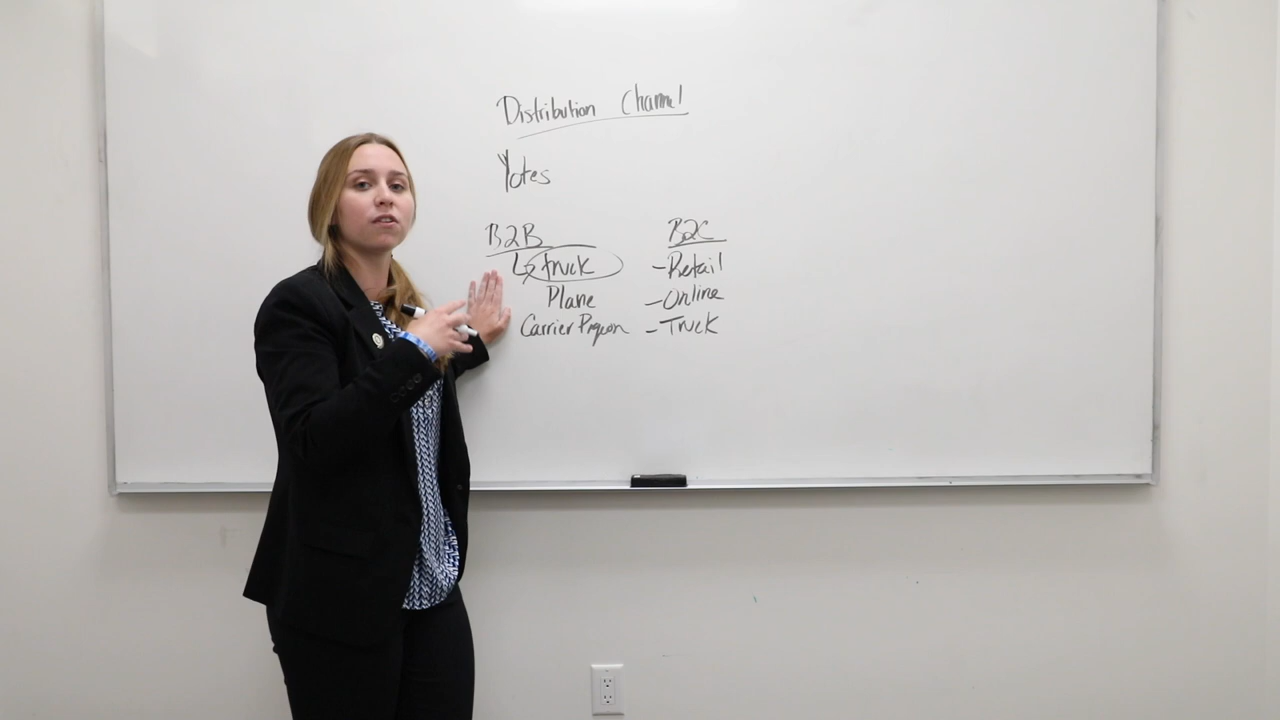 Distribution Channel
Yotes
B2B
Truck
Plane
Carrier Pigeon
B2C
- Retail
- Online
- Truck